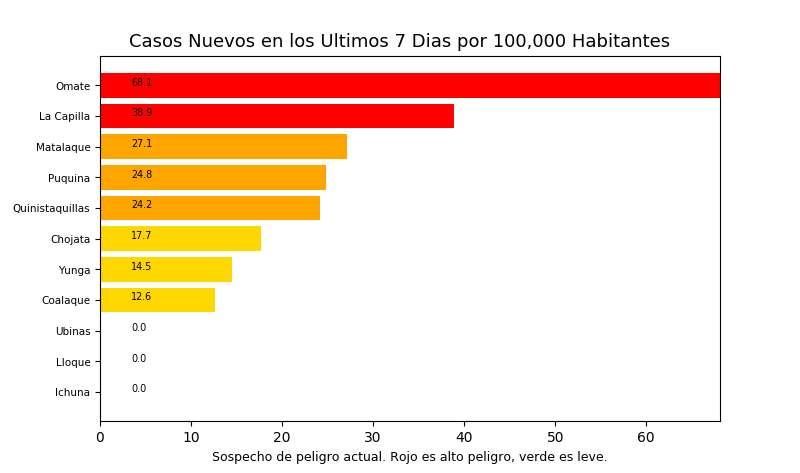 Casos Nuevos en los Ultimos 7 Dias por 100,000 Habitantes
Omate 68.1
La Capilla 38.9
Matalaque 27.1
Puquina 24.8
Quinistaquillas 24.2
Chojata 17.7
Yunga 14.5
Coalaque 12.6
Ubinas 0.0
Lloque 0.0
Ichuna 0.0
0 10 20 30 40 50 60
Sospecho de peligro actual. Rojo es alto peligro, verde es leve.